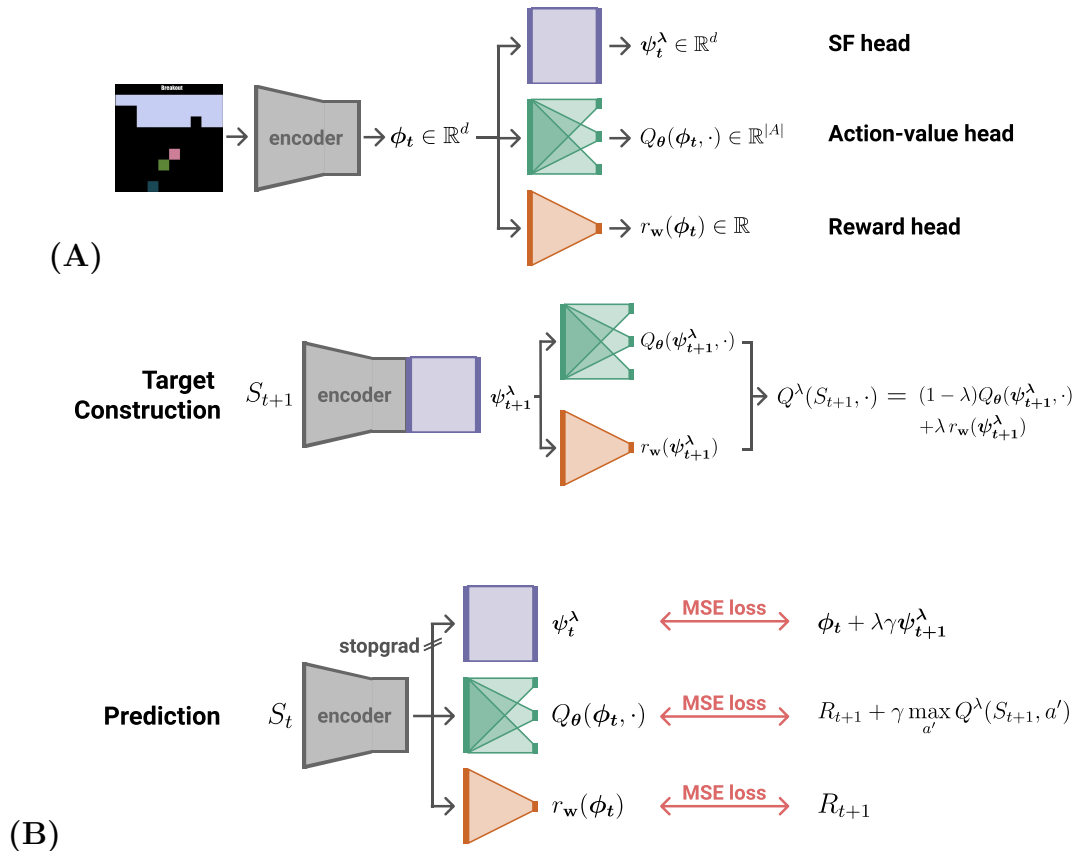 Breakout
encoder
ϕ_t ∈ ℝ^d
ψ_t^λ ∈ ℝ^d
SF head
Q_θ(ϕ_t, ·) ∈ ℝ^|A|
Action-value head
r_w(ϕ_t) ∈ ℝ
Reward head
(A)
Target
Construction
S_{t+1}
encoder
ψ_{t+1}^λ
Q_θ(ψ_{t+1}^λ, ·)
r_w(ψ_{t+1}^λ)
Q^λ(S_{t+1}, ·) = (1 − λ)Q_θ(ψ_{t+1}^λ, ·)
+λ r_w(ψ_{t+1}^λ)
stopgrad
ψ_t^λ
MSE loss
ϕ_t + λγψ_{t+1}^λ
Prediction
S_t
encoder
Q_θ(ϕ_t, ·)
MSE loss
R_{t+1} + γ max_{a′} Q^λ(S_{t+1}, a′)
r_w(ϕ_t)
MSE loss
R_{t+1}
(B)